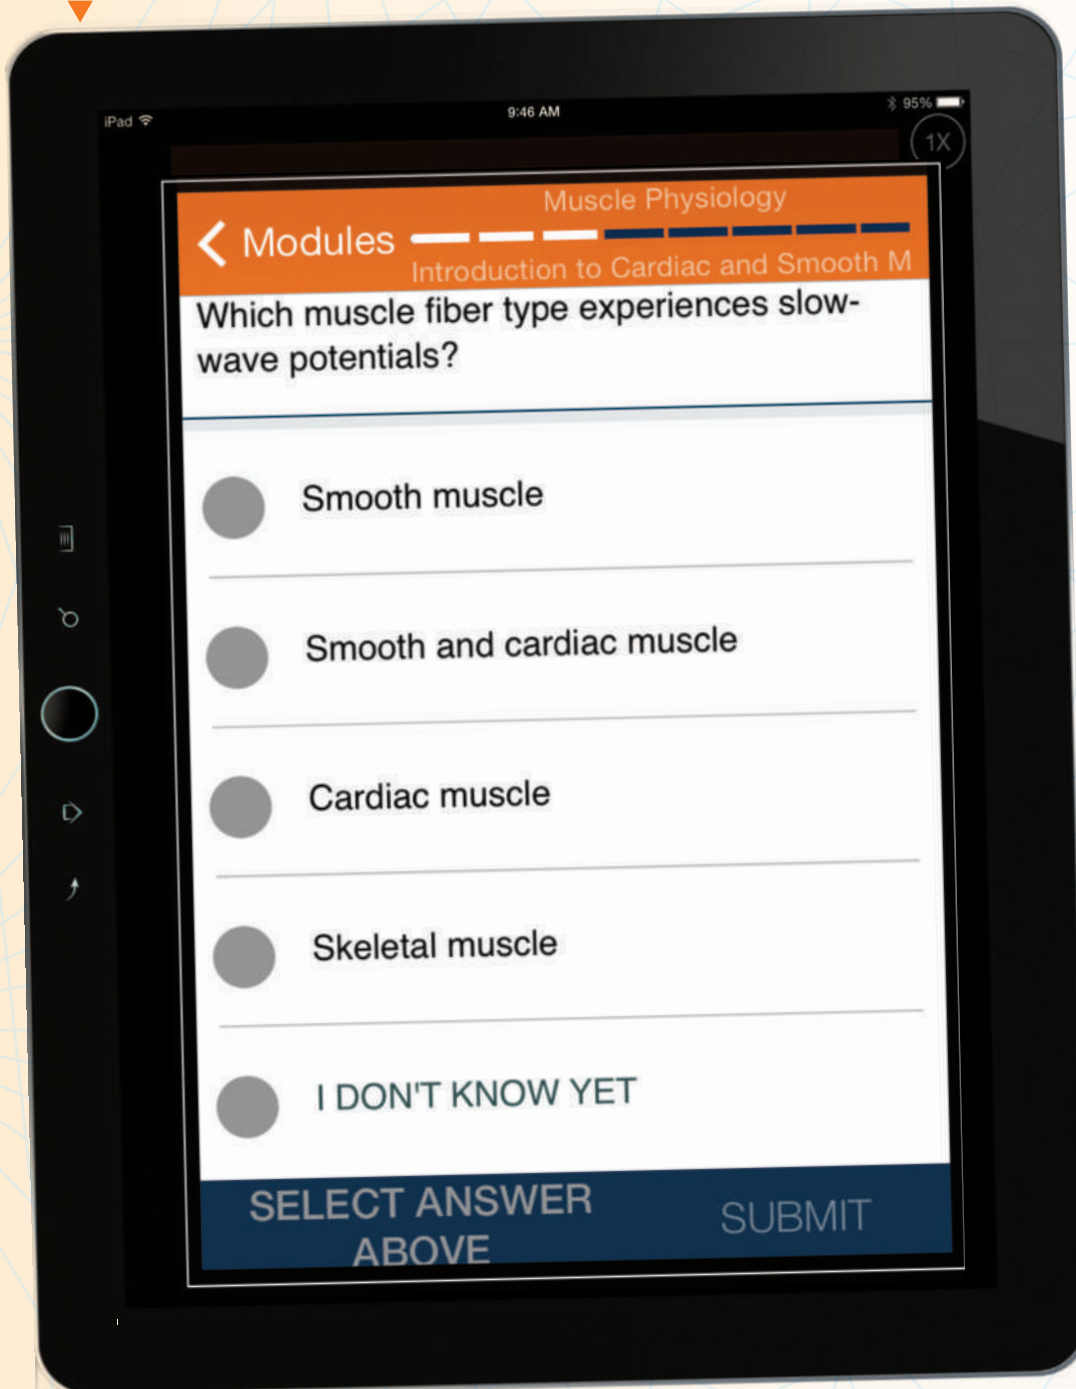 iPad
9:46 AM
95%
1X
Muscle Physiology
Modules
Introduction to Cardiac and Smooth M
Which muscle fiber type experiences slow-
wave potentials?
Smooth muscle
Smooth and cardiac muscle
Cardiac muscle
Skeletal muscle
I DON'T KNOW YET
SELECT ANSWER
ABOVE
SUBMIT